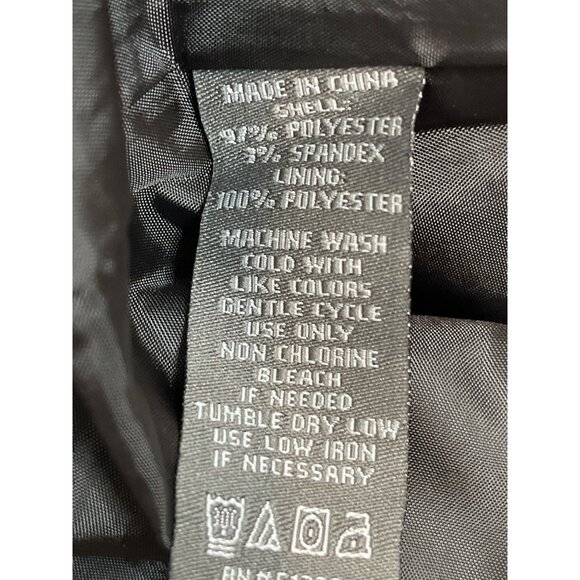 MADE IN CHINA
SHELL:
97% POLYESTER
3% SPANDEX
LINING:
100% POLYESTER
MACHINE WASH
COLD WITH
LIKE COLORS
GENTLE CYCLE
USE ONLY
NON CHLORINE
BLEACH
IF NEEDED
TUMBLE DRY LOW
USE LOW IRON
IF NECESSARY